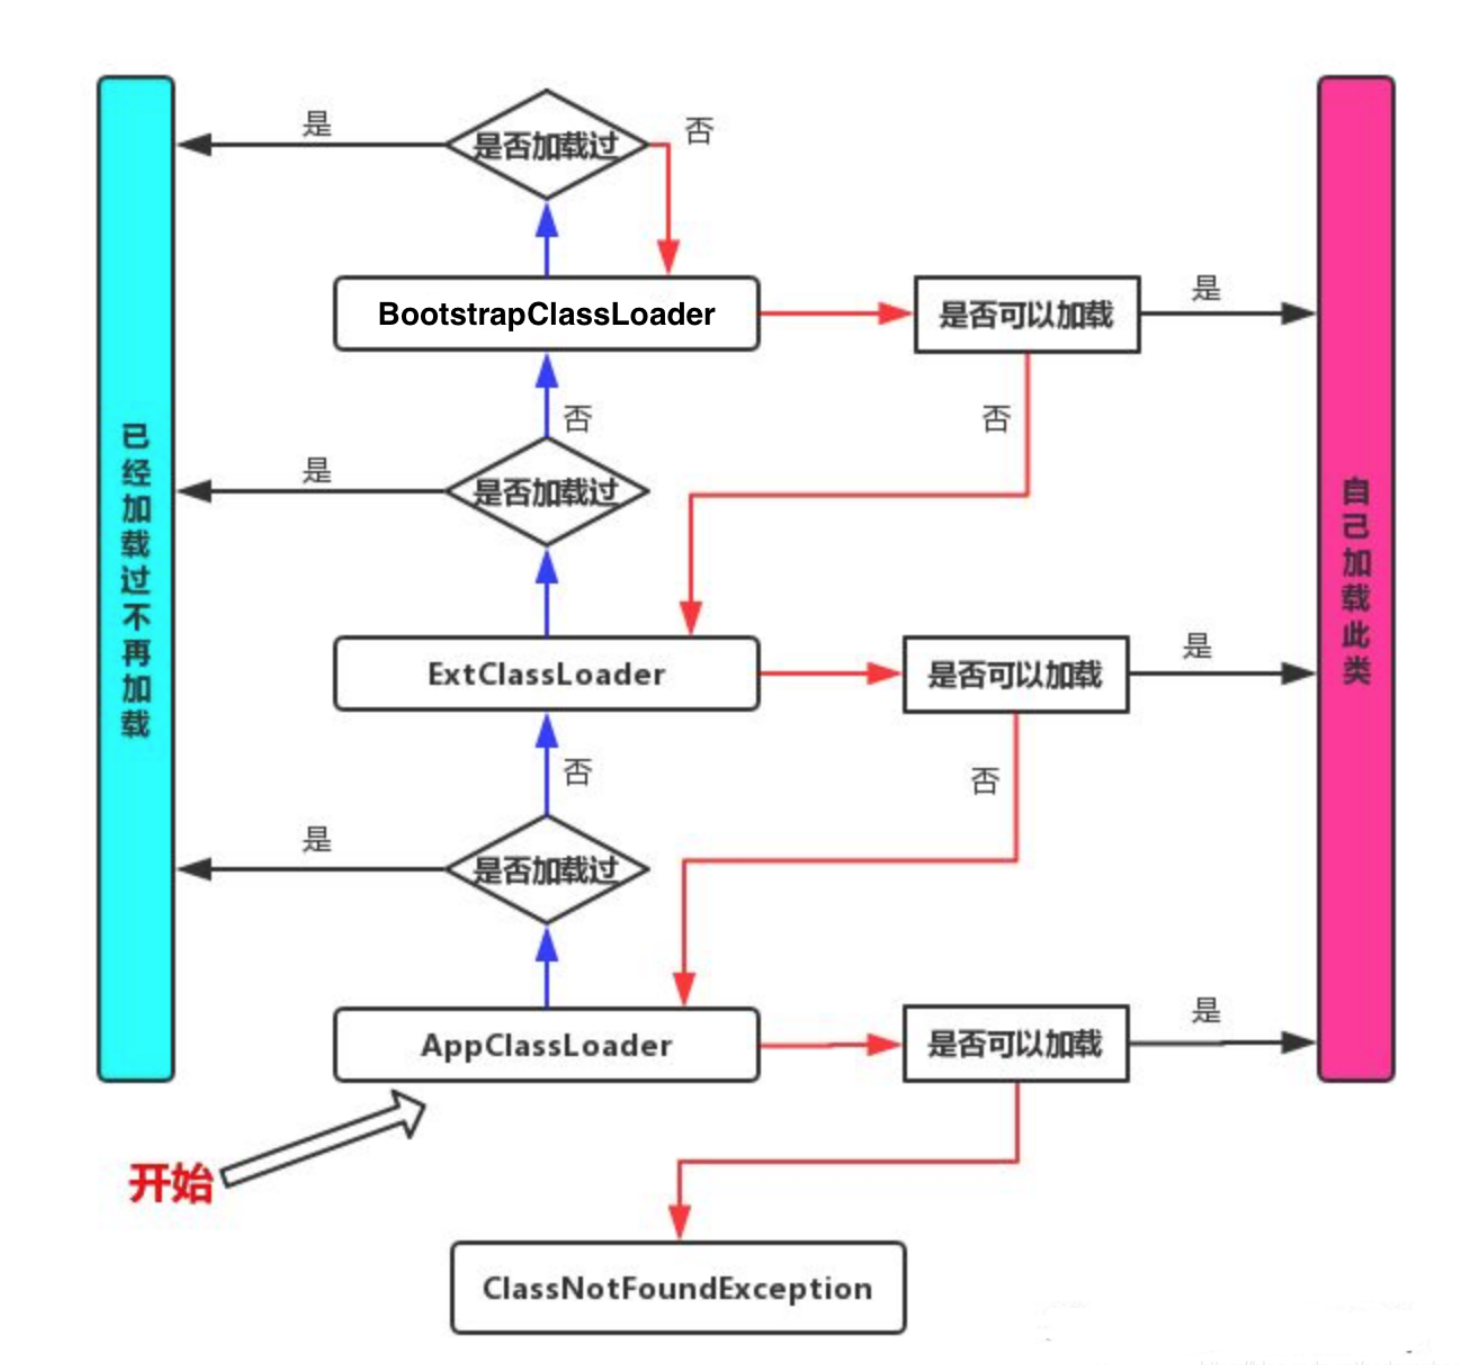 是
是否加载过
否
BootstrapClassLoader
是否可以加载
是
否
否
是
是否加载过
已经加载过不再加载
自己加载此类
ExtClassLoader
是否可以加载
是
否
否
是
是否加载过
AppClassLoader
是否可以加载
是
开始
ClassNotFoundException